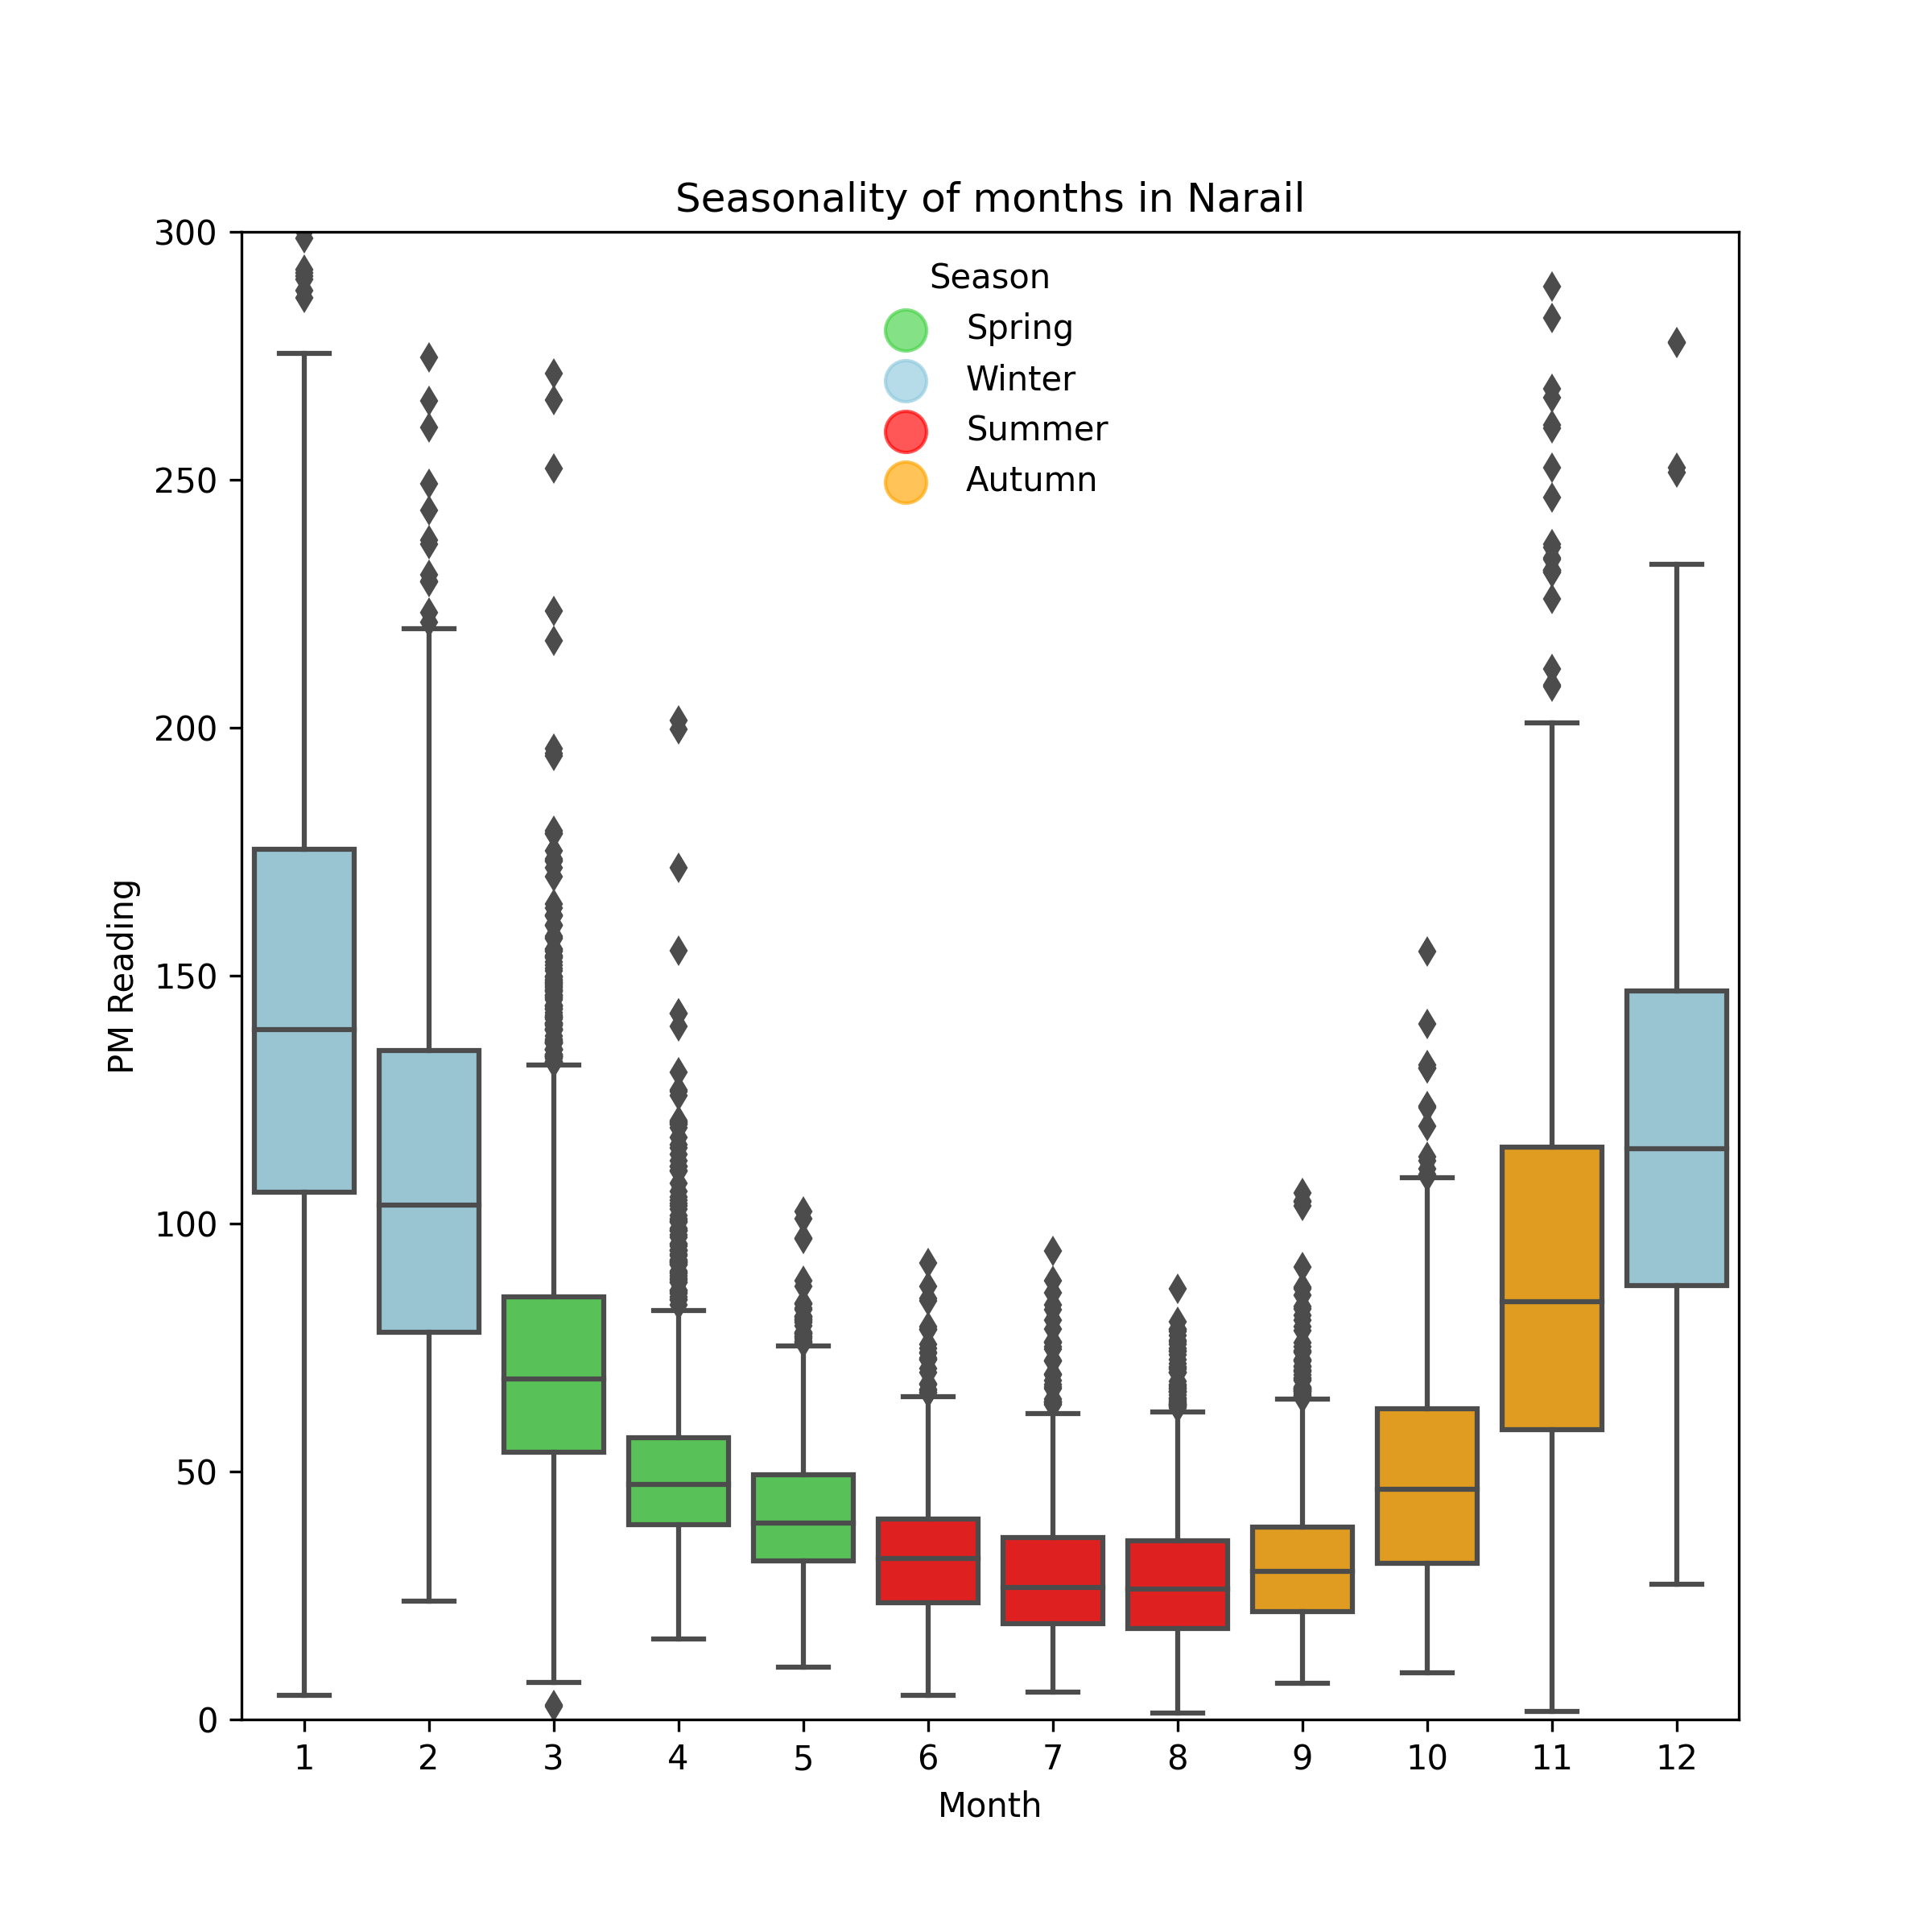 Seasonality of months in Narail
Season
Spring
Winter
Summer
Autumn
PM Reading
300
250
200
150
100
50
0
1 2 3 4 5 6 7 8 9 10 11 12
Month